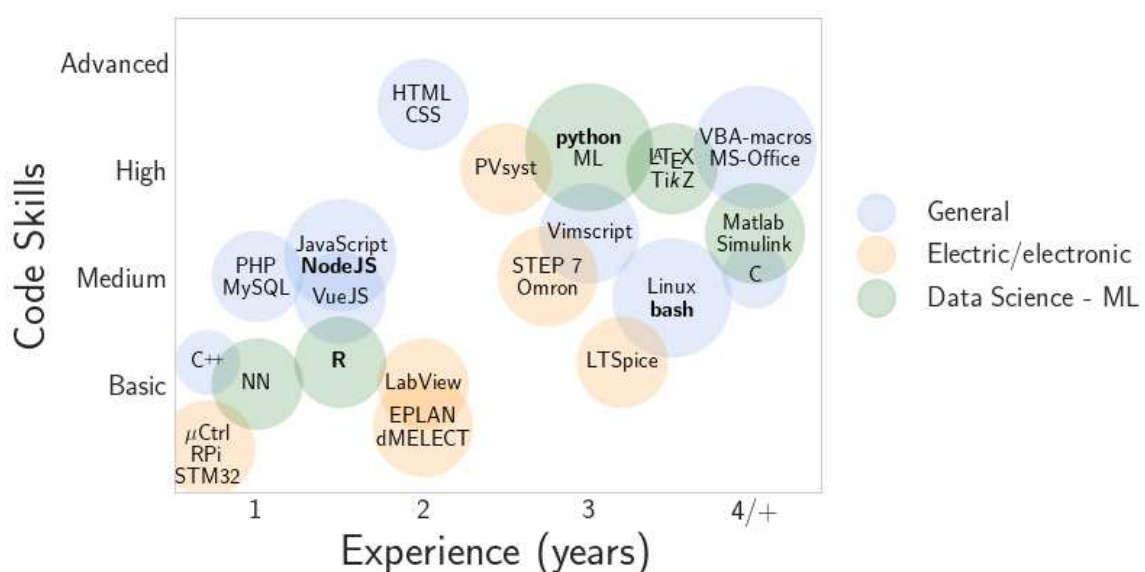 Advanced
High
Medium
Basic
Code Skills
HTML
CSS
python
ML
PVsyst
LATEX
TikZ
VBA-macros
MS-Office
Vimscript
Matlab
Simulink
C
STEP 7
Omron
Linux
bash
LTSpice
JavaScript
NodeJS
VueJS
PHP
MySQL
C++
NN
R
LabView
EPLAN
dMELECT
μCtrl
RPi
STM32
1
2
3
4/+
Experience (years)
General
Electric/electronic
Data Science - ML